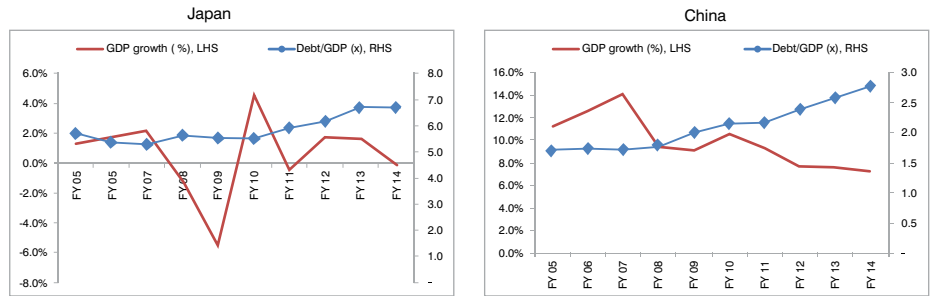 Japan
GDP growth ( %), LHS
Debt/GDP (x), RHS
6.0%
4.0%
2.0%
0.0%
-2.0%
-4.0%
-6.0%
-8.0%
8.0
7.0
6.0
5.0
4.0
3.0
2.0
1.0
-
FY 05
FY 05
FY 07
FY 08
FY 09
FY 10
FY 11
FY 12
FY 13
FY 14
China
GDP growth (%), LHS
Debt/GDP (x), RHS
16.0%
14.0%
12.0%
10.0%
8.0%
6.0%
4.0%
2.0%
0.0%
3.0
2.5
2.0
1.5
1.0
0.5
-
FY 05
FY 06
FY 07
FY 08
FY 09
FY 10
FY 11
FY 12
FY 13
FY 14